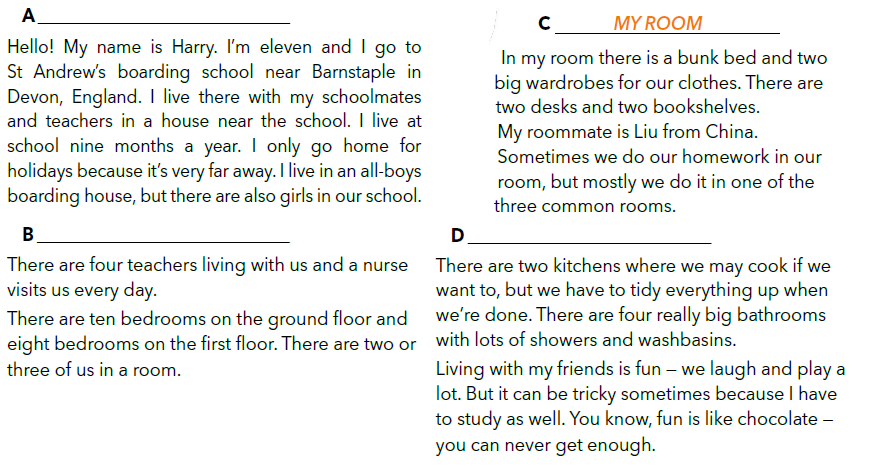 A
Hello! My name is Harry. I'm eleven and I go to
St Andrew's boarding school near Barnstaple in
Devon, England. I live there with my schoolmates
and teachers in a house near the school. I live at
school nine months a year. I only go home for
holidays because it's very far away. I live in an all-boys
boarding house, but there are also girls in our school.
B
There are four teachers living with us and a nurse
visits us every day.
There are ten bedrooms on the ground floor and
eight bedrooms on the first floor. There are two or
three of us in a room.
C MY ROOM
In my room there is a bunk bed and two
big wardrobes for our clothes. There are
two desks and two bookshelves.
My roommate is Liu from China.
Sometimes we do our homework in our
room, but mostly we do it in one of the
three common rooms.
D
There are two kitchens where we may cook if we
want to, but we have to tidy everything up when
we're done. There are four really big bathrooms
with lots of showers and washbasins.
Living with my friends is fun – we laugh and play a
lot. But it can be tricky sometimes because I have
to study as well. You know, fun is like chocolate –
you can never get enough.